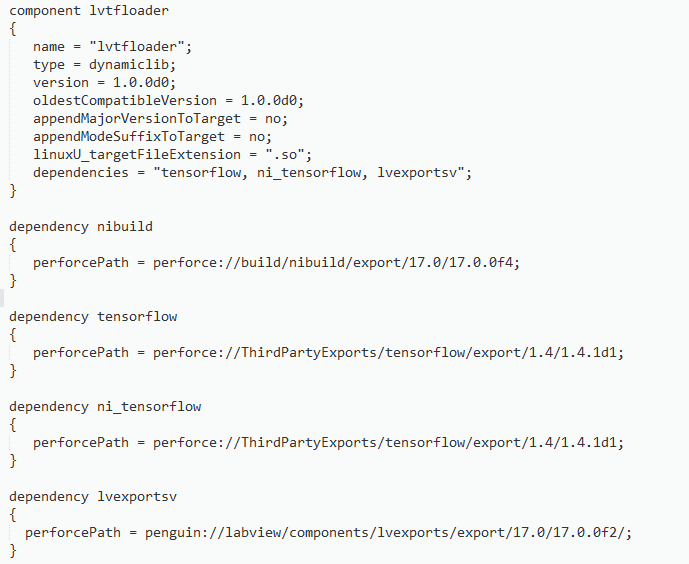 component lvtfloader
{
name = "lvtfloader";
type = dynamiclib;
version = 1.0.0d0;
oldestCompatibleVersion = 1.0.0d0;
appendMajorVersionToTarget = no;
appendModeSuffixToTarget = no;
linuxU_targetFileExtension = ".so";
dependencies = "tensorflow, ni_tensorflow, lvexportsv";
}
dependency nibuild
{
perforcePath = perforce://build/nibuild/export/17.0/17.0.0f4;
}
dependency tensorflow
{
perforcePath = perforce://ThirdPartyExports/tensorflow/export/1.4/1.4.1d1;
}
dependency ni_tensorflow
{
perforcePath = perforce://ThirdPartyExports/tensorflow/export/1.4/1.4.1d1;
}
dependency lvexportsv
{
perforcePath = penguin://labview/components/lvexports/export/17.0/17.0.0f2/;
}